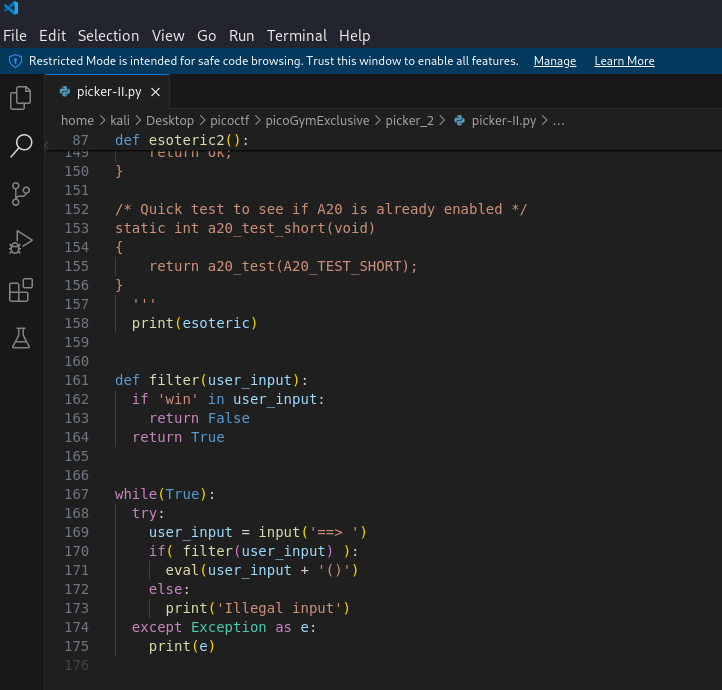 File Edit Selection View Go Run Terminal Help
Restricted Mode is intended for safe code browsing. Trust this window to enable all features. Manage Learn More
picker-II.py ×
home > kali > Desktop > picoctf > picoGymExclusive > picker_2 > picker-II.py > ...
87 def esoteric2():
149 return ok;
150 }
151
152 /* Quick test to see if A20 is already enabled */
153 static int a20_test_short(void)
154 {
155 return a20_test(A20_TEST_SHORT);
156 }
157 '''
158 print(esoteric)
159
160
161 def filter(user_input):
162 if 'win' in user_input:
163 return False
164 return True
165
166
167 while(True):
168 try:
169 user_input = input('==> ')
170 if( filter(user_input) ):
171 eval(user_input + '()')
172 else:
173 print('Illegal input')
174 except Exception as e:
175 print(e)
176